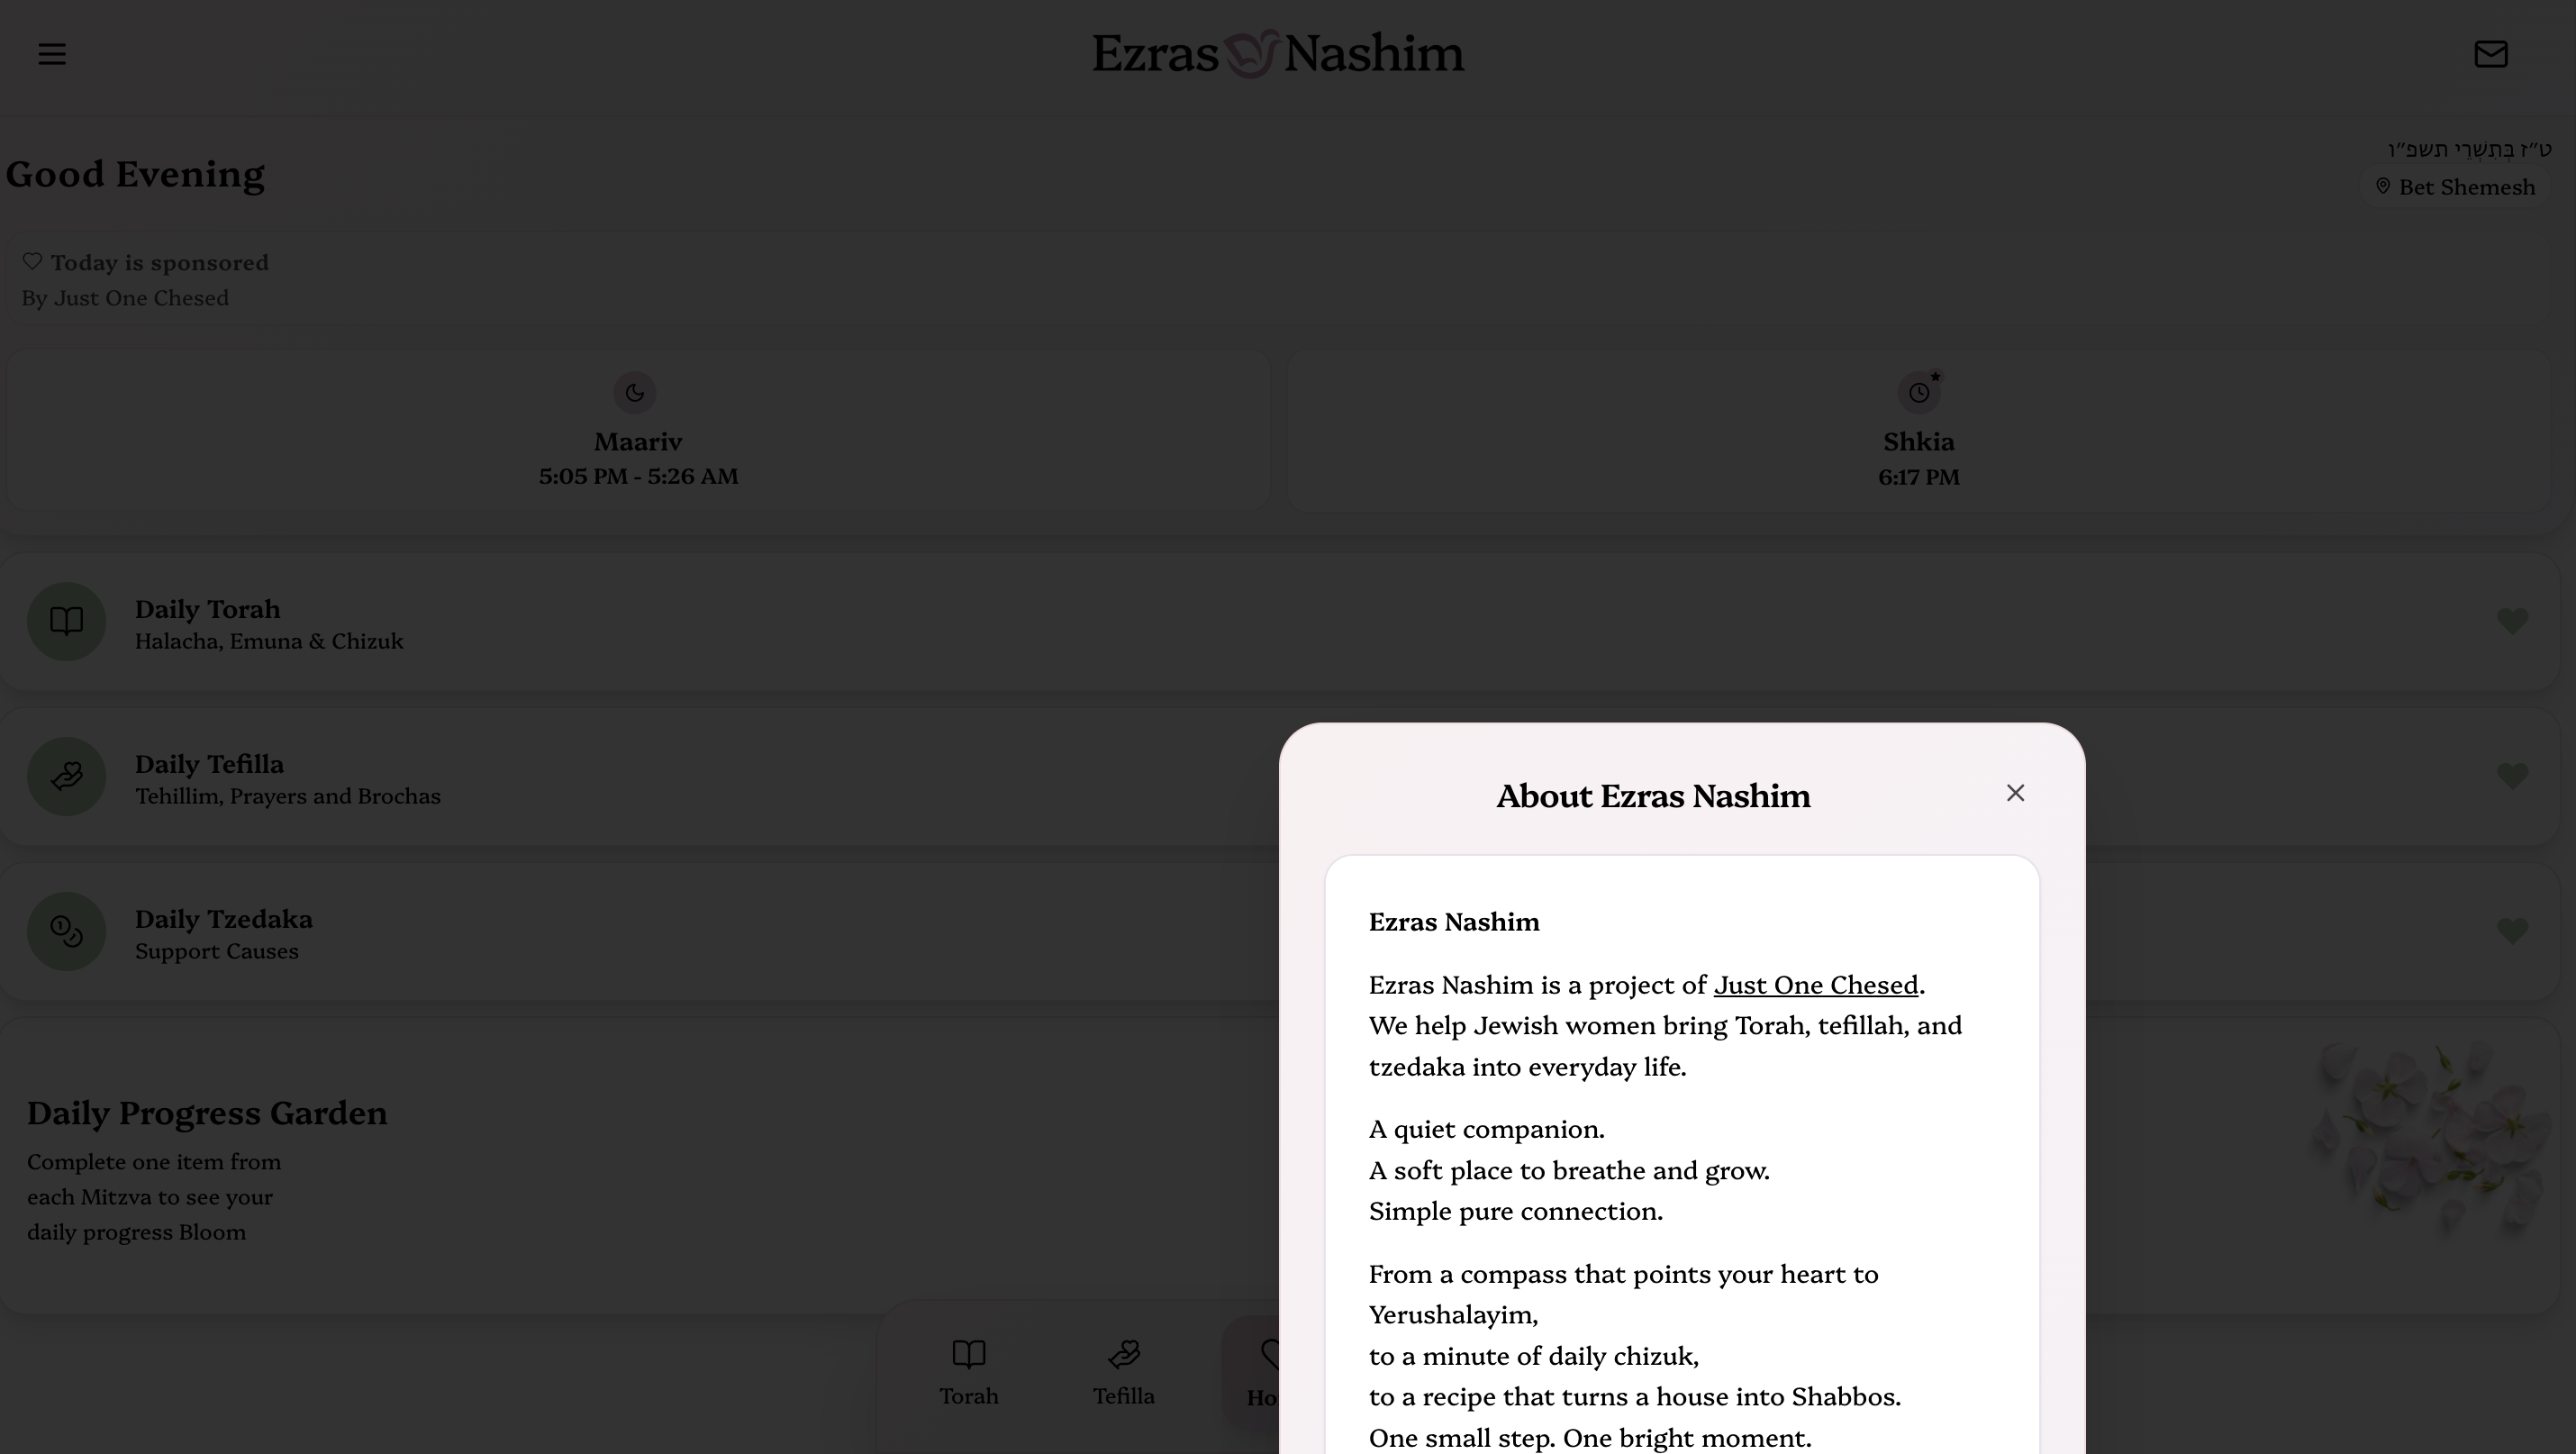 Ezras Nashim
Good Evening
ט״ז בְּתִשְׁרֵי תשפ״ו
Bet Shemesh
Today is sponsored
By Just One Chesed
Maariv
5:05 PM - 5:26 AM
Shkia
6:17 PM
Daily Torah
Halacha, Emuna & Chizuk
Daily Tefilla
Tehillim, Prayers and Brochas
Daily Tzedaka
Support Causes
Daily Progress Garden
Complete one item from
each Mitzva to see your
daily progress Bloom
Torah
Tefilla
Ho
About Ezras Nashim
Ezras Nashim
Ezras Nashim is a project of Just One Chesed.
We help Jewish women bring Torah, tefillah, and
tzedaka into everyday life.
A quiet companion.
A soft place to breathe and grow.
Simple pure connection.
From a compass that points your heart to
Yerushalayim,
to a minute of daily chizuk,
to a recipe that turns a house into Shabbos.
One small step. One bright moment.